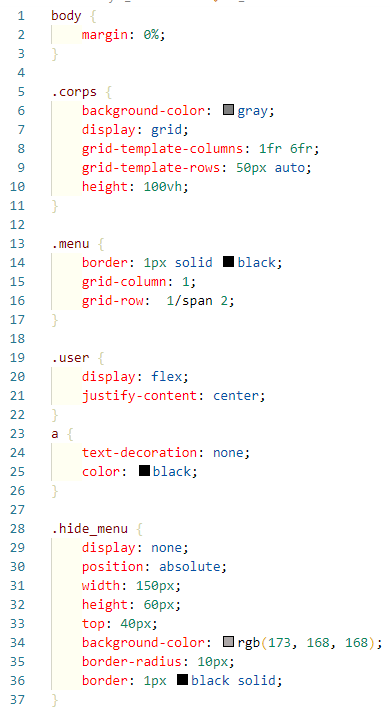 1 body {
2 margin: 0%;
3 }
4
5 .corps {
6 background-color: gray;
7 display: grid;
8 grid-template-columns: 1fr 6fr;
9 grid-template-rows: 50px auto;
10 height: 100vh;
11 }
12
13 .menu {
14 border: 1px solid black;
15 grid-column: 1;
16 grid-row:  1/span 2;
17 }
18
19 .user {
20 display: flex;
21 justify-content: center;
22 }
23 a {
24 text-decoration: none;
25 color: black;
26 }
27
28 .hide_menu {
29 display: none;
30 position: absolute;
31 width: 150px;
32 height: 60px;
33 top: 40px;
34 background-color: rgb(173, 168, 168);
35 border-radius: 10px;
36 border: 1px black solid;
37 }